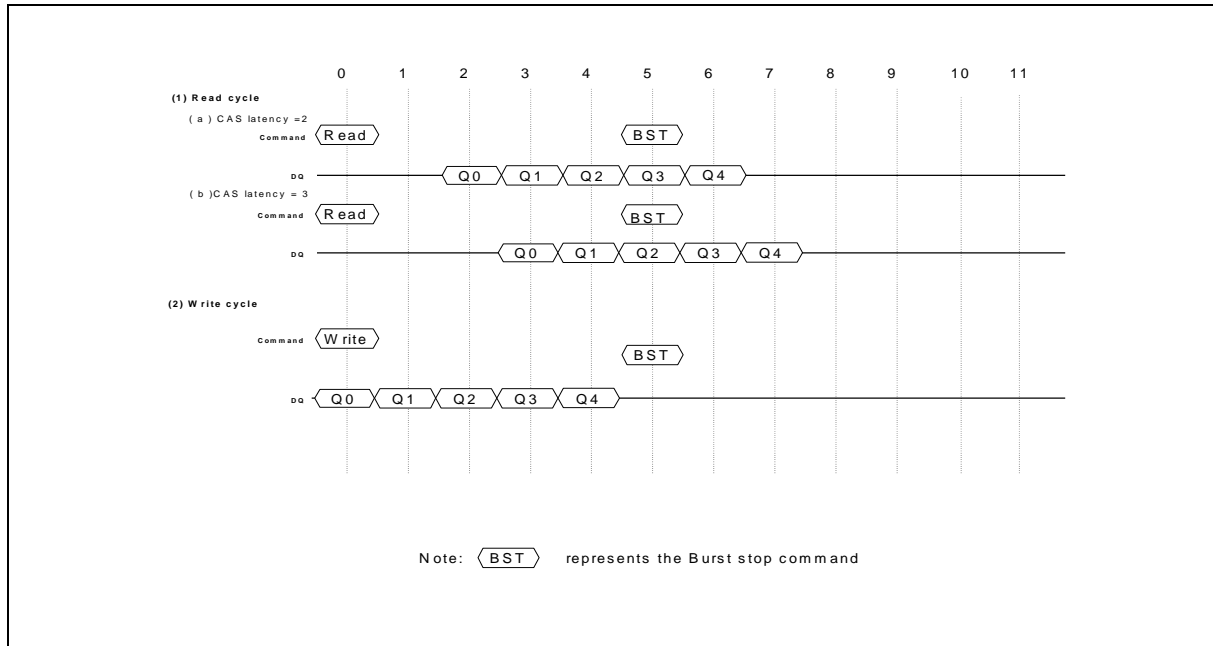 0 1 2 3 4 5 6 7 8 9 10 11
(1) Read cycle
(a) CAS latency =2
Command Read BST
DQ Q0 Q1 Q2 Q3 Q4
(b)CAS latency = 3
Command Read BST
DQ Q0 Q1 Q2 Q3 Q4
(2) Write cycle
Command Write BST
DQ Q0 Q1 Q2 Q3 Q4
Note: BST represents the Burst stop command